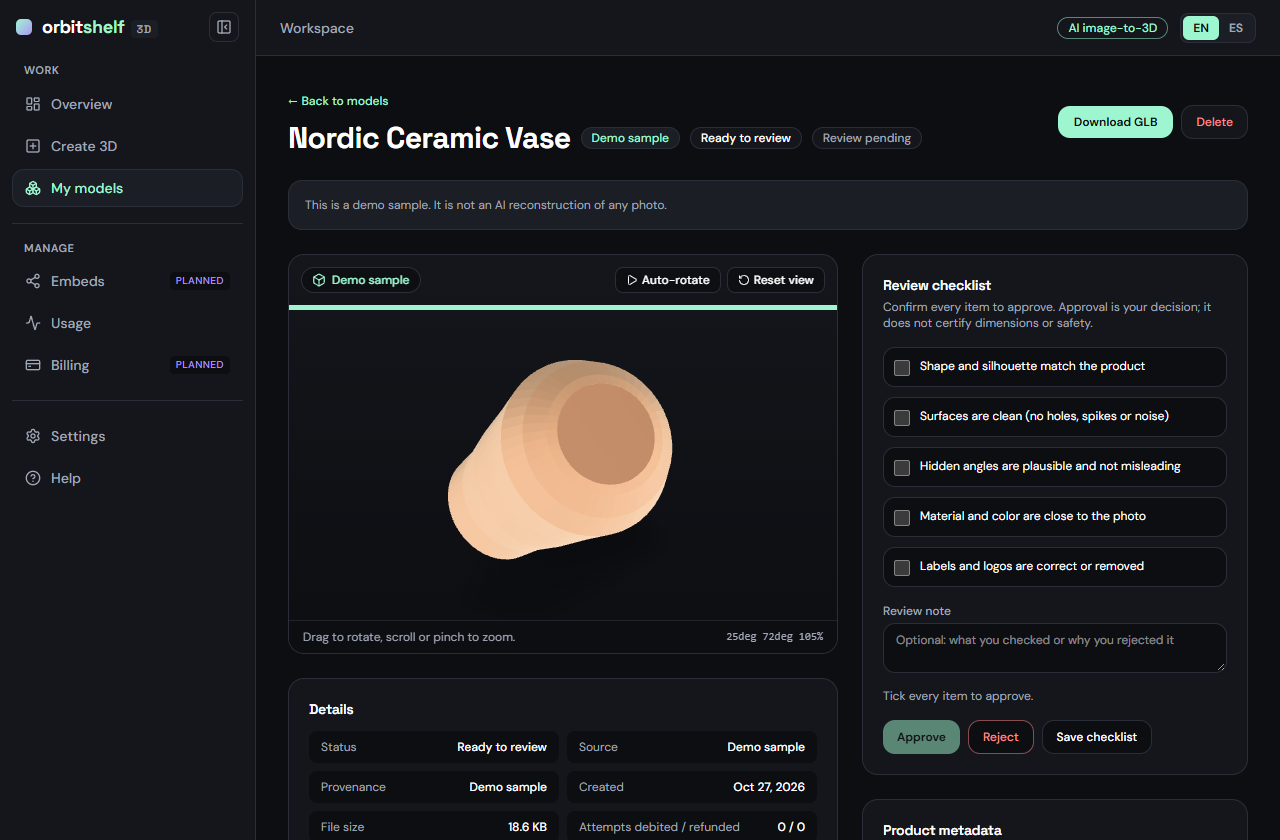 orbitshelf 3D
WORK
Overview
Create 3D
My models
MANAGE
Embeds PLANNED
Usage
Billing PLANNED
Settings
Help
Workspace
AI image-to-3D
EN ES
← Back to models
Nordic Ceramic Vase Demo sample Ready to review Review pending
Download GLB Delete
This is a demo sample. It is not an AI reconstruction of any photo.
Demo sample Auto-rotate Reset view
Drag to rotate, scroll or pinch to zoom. 25deg 72deg 105%
Details
Status Ready to review Source Demo sample
Provenance Demo sample Created Oct 27, 2026
File size 18.6 KB Attempts debited / refunded 0 / 0
Review checklist
Confirm every item to approve. Approval is your decision; it
does not certify dimensions or safety.
Shape and silhouette match the product
Surfaces are clean (no holes, spikes or noise)
Hidden angles are plausible and not misleading
Material and color are close to the photo
Labels and logos are correct or removed
Review note
Optional: what you checked or why you rejected it
Tick every item to approve.
Approve Reject Save checklist
Product metadata